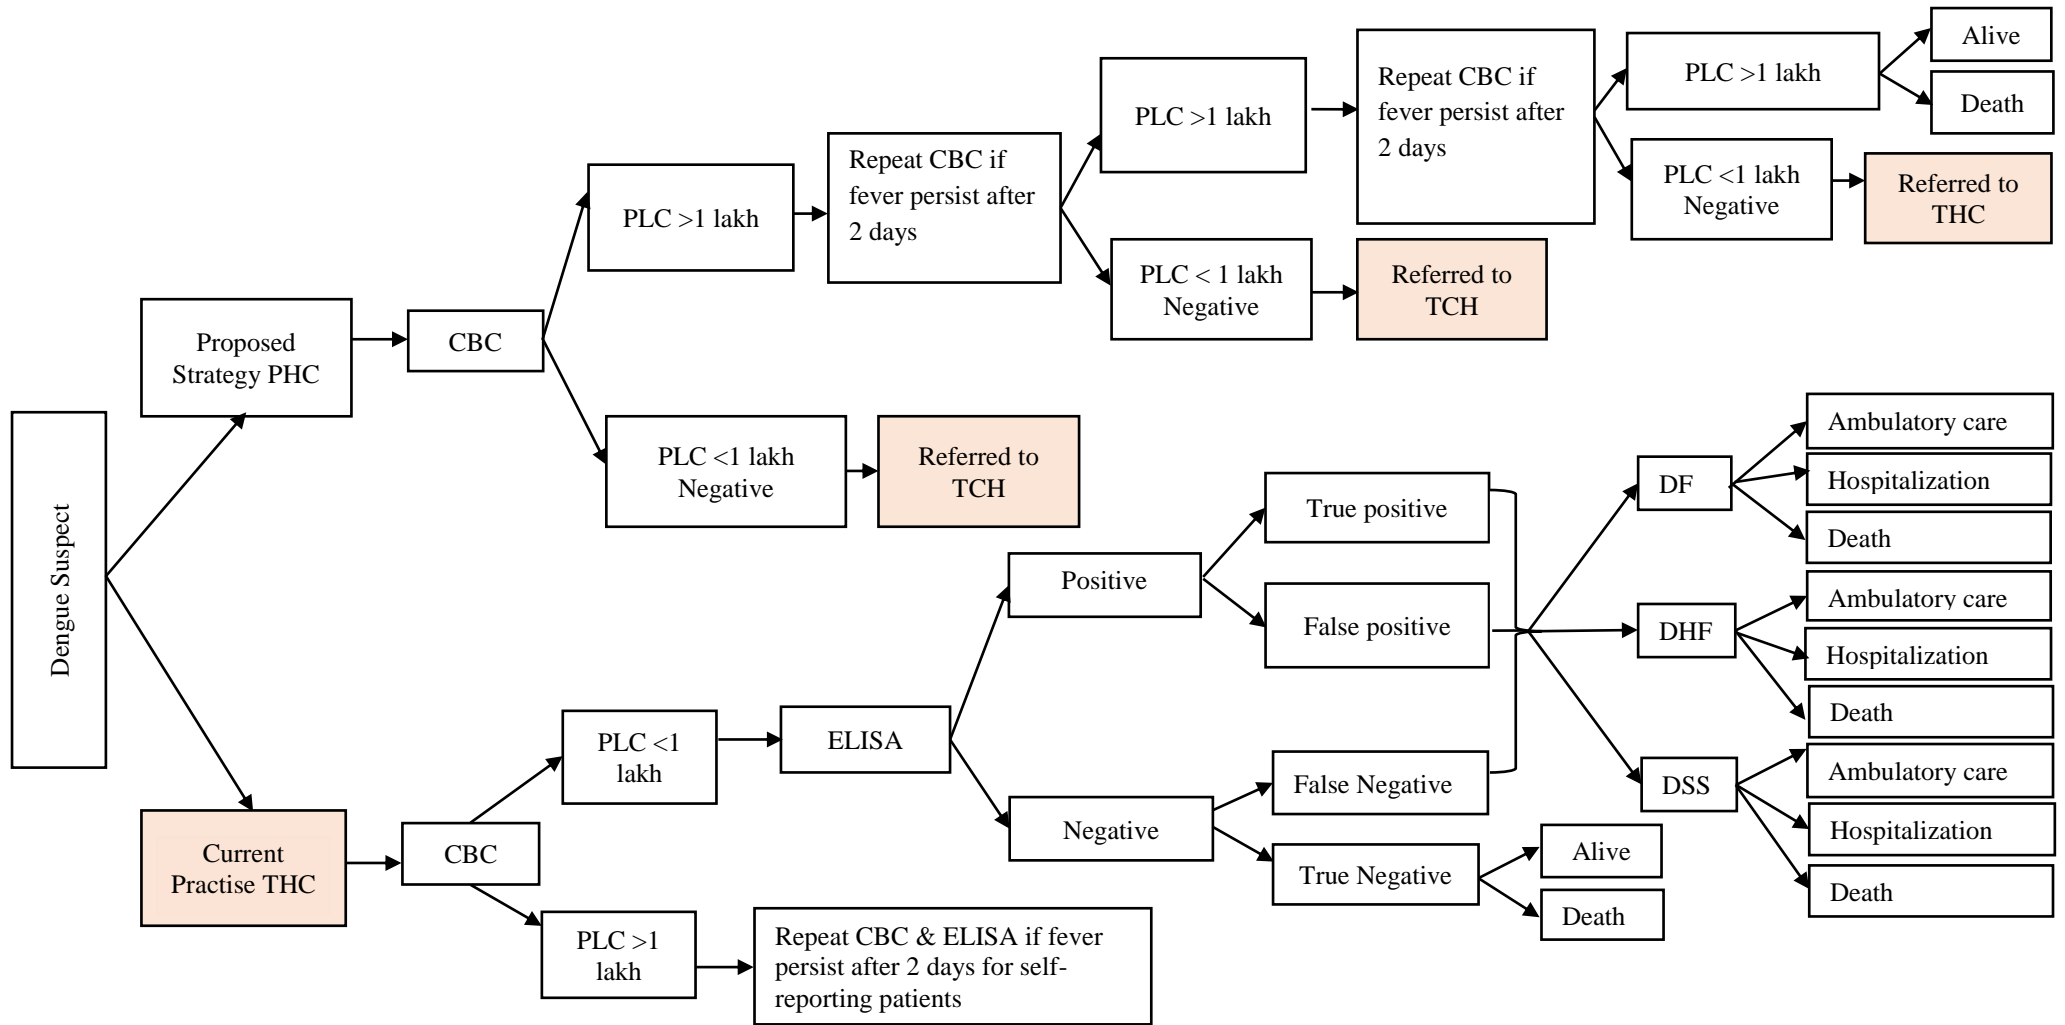 Dengue Suspect
Proposed
Strategy PHC
CBC
PLC >1 lakh
Repeat CBC if
fever persist after
2 days
PLC >1 lakh
Repeat CBC if
fever persist after
2 days
PLC >1 lakh
Alive
Death
PLC <1 lakh
Negative
Referred to
THC
PLC < 1 lakh
Negative
Referred to
TCH
PLC <1 lakh
Negative
Referred to
TCH
Current
Practise THC
CBC
PLC <1
lakh
ELISA
Positive
True positive
False positive
Negative
False Negative
True Negative
Alive
Death
DF
Ambulatory care
Hospitalization
Death
DHF
Ambulatory care
Hospitalization
Death
DSS
Ambulatory care
Hospitalization
Death
PLC >1
lakh
Repeat CBC & ELISA if fever
persist after 2 days for self-
reporting patients